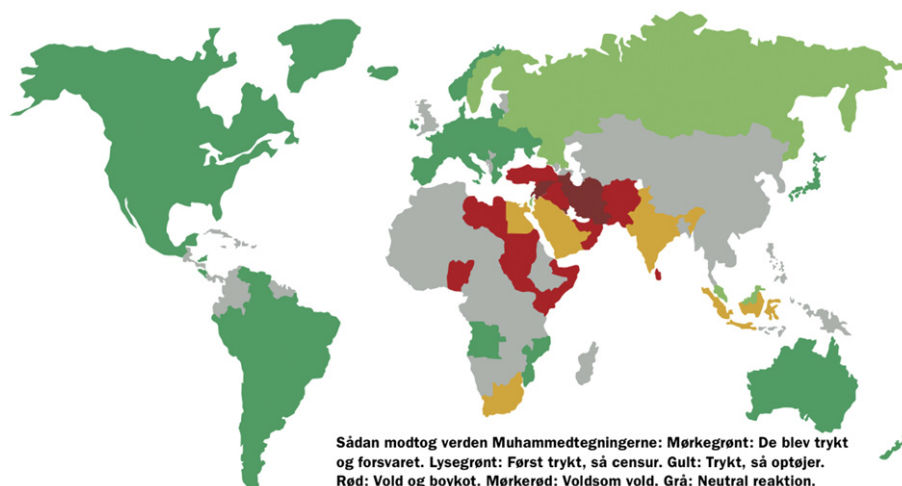 Sådan modtog verden Muhammedtegningerne: Mørkegrønt: De blev trykt
og forsvaret. Lysegrønt: Først trykt, så censur. Gult: Trykt, så optøjer.
Rød: Vold og boykot. Mørkerød: Voldsom vold. Grå: Neutral reaktion.